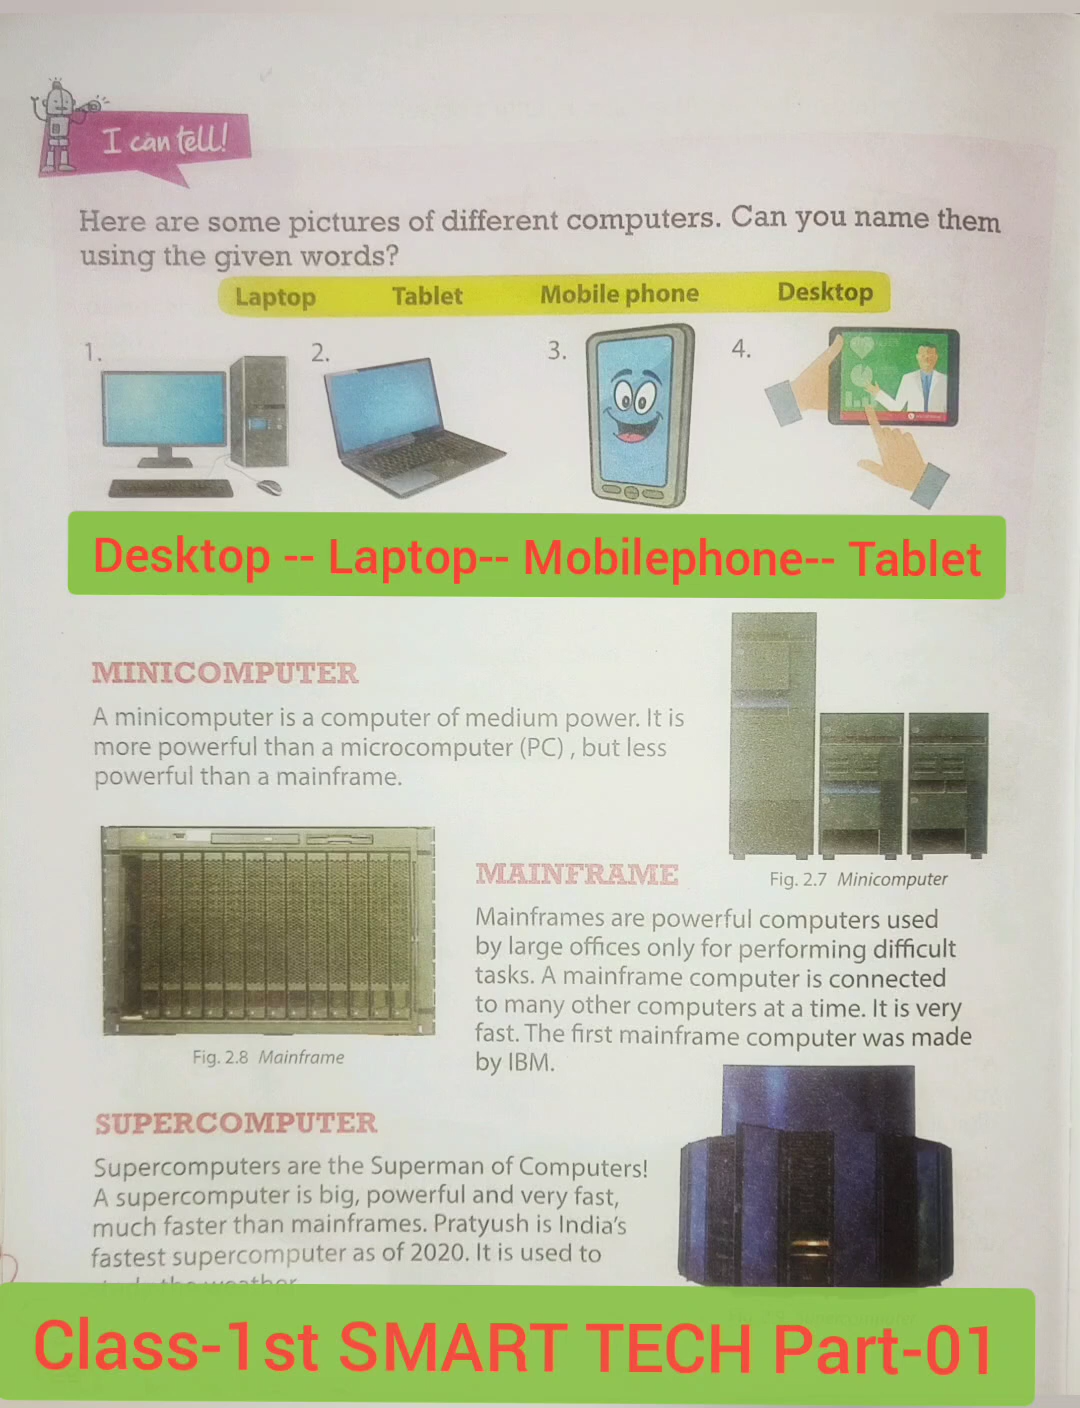 I can tell!
Here are some pictures of different computers. Can you name them
using the given words?
Laptop Tablet Mobile phone Desktop
1. 2. 3. 4.
Desktop -- Laptop-- Mobilephone-- Tablet
MINICOMPUTER
A minicomputer is a computer of medium power. It is
more powerful than a microcomputer (PC) , but less
powerful than a mainframe.
Fig. 2.7 Minicomputer
MAINFRAME
Mainframes are powerful computers used
by large offices only for performing difficult
tasks. A mainframe computer is connected
to many other computers at a time. It is very
fast. The first mainframe computer was made
by IBM.
Fig. 2.8 Mainframe
SUPERCOMPUTER
Supercomputers are the Superman of Computers!
A supercomputer is big, powerful and very fast,
much faster than mainframes. Pratyush is India's
fastest supercomputer as of 2020. It is used to
the weather
Class-1st SMART TECH Part-01